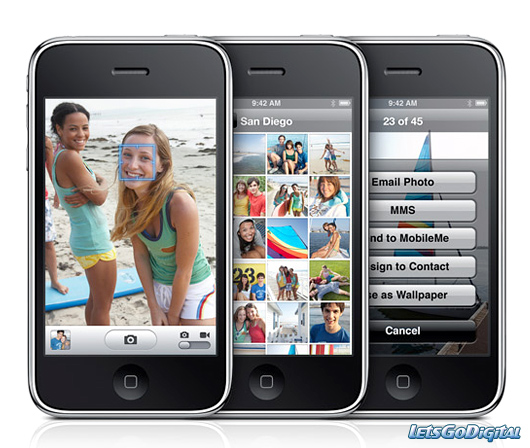 9:42 AM
9:42 AM
San Diego
23 of 45
Email Photo
MMS
nd to MobileMe
sign to Contact
se as Wallpaper
Cancel
LETSGODIGITAL